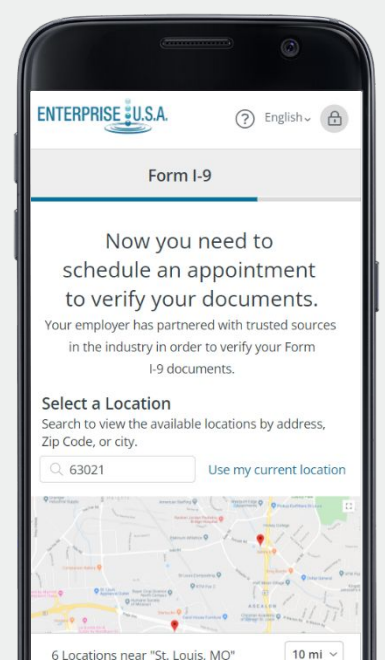 ENTERPRISE U.S.A.
? English
Form I-9
Now you need to
schedule an appointment
to verify your documents.
Your employer has partnered with trusted sources
in the industry in order to verify your Form
I-9 documents.
Select a Location
Search to view the available locations by address,
Zip Code, or city.
63021 Use my current location
6 Locations near "St. Louis, MO" 10 mi